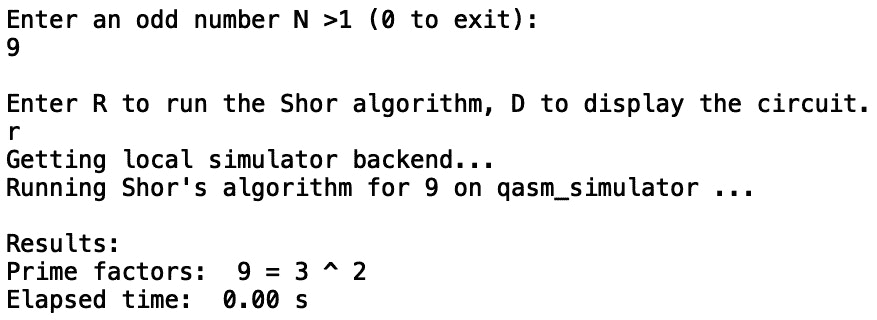 Enter an odd number N >1 (0 to exit):
9
Enter R to run the Shor algorithm, D to display the circuit.
r
Getting local simulator backend...
Running Shor's algorithm for 9 on qasm_simulator ...
Results:
Prime factors:  9 = 3 ^ 2
Elapsed time:  0.00 s